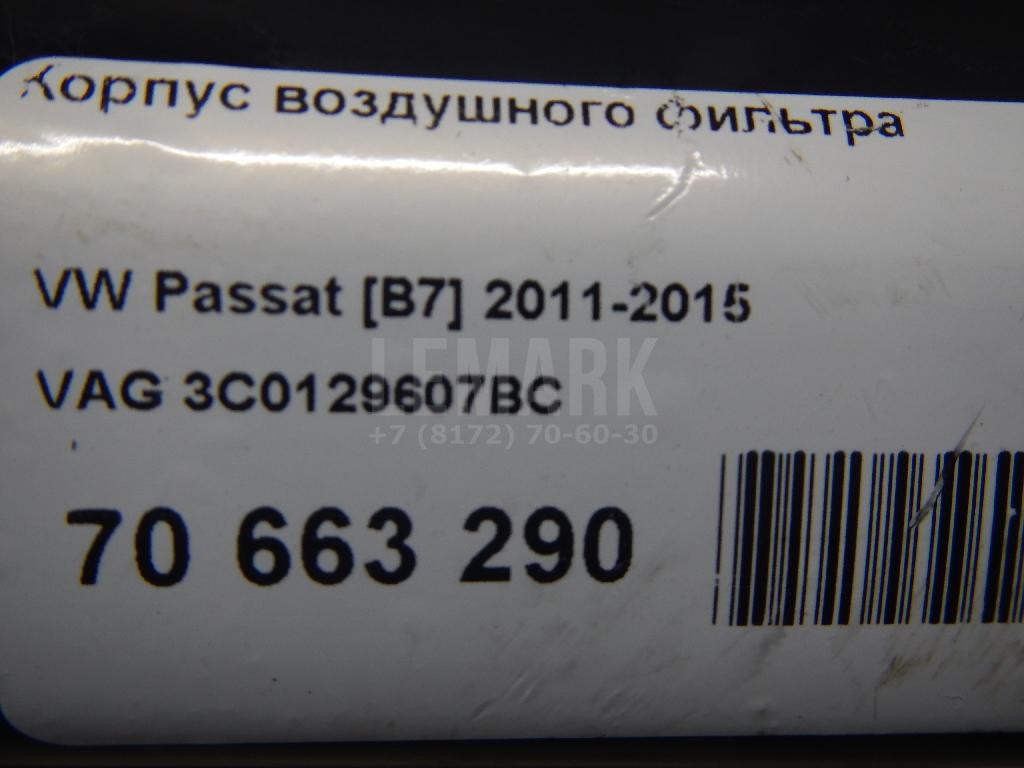 Корпус воздушного фильтра
VW Passat [B7] 2011-2015
LEMARK
VAG 3C0129607BC
+7 (8172) 70-60-30
70 663 290